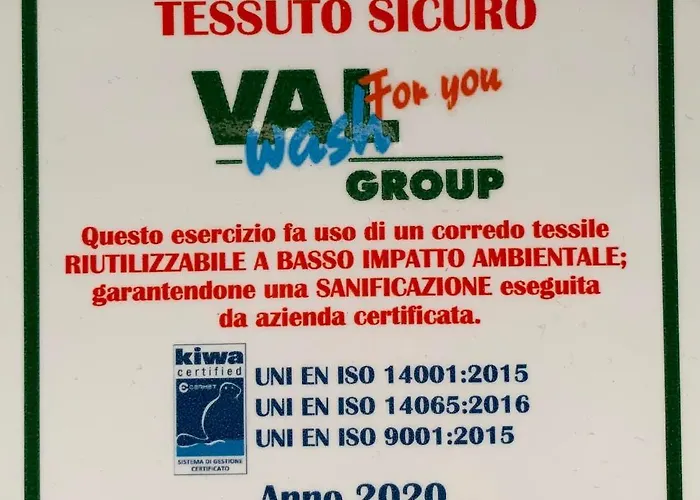 TESSUTO SICURO
VAL
For you
wash
GROUP
Questo esercizio fa uso di un corredo tessile
RIUTILIZZABILE A BASSO IMPATTO AMBIENTALE;
garantendone una SANIFICAZIONE eseguita
da azienda certificata.
kiwa
certified
CERMET
SISTEMA DI GESTIONE
CERTIFICATO
UNI EN ISO 14001:2015
UNI EN ISO 14065:2016
UNI EN ISO 9001:2015
Anno 2020